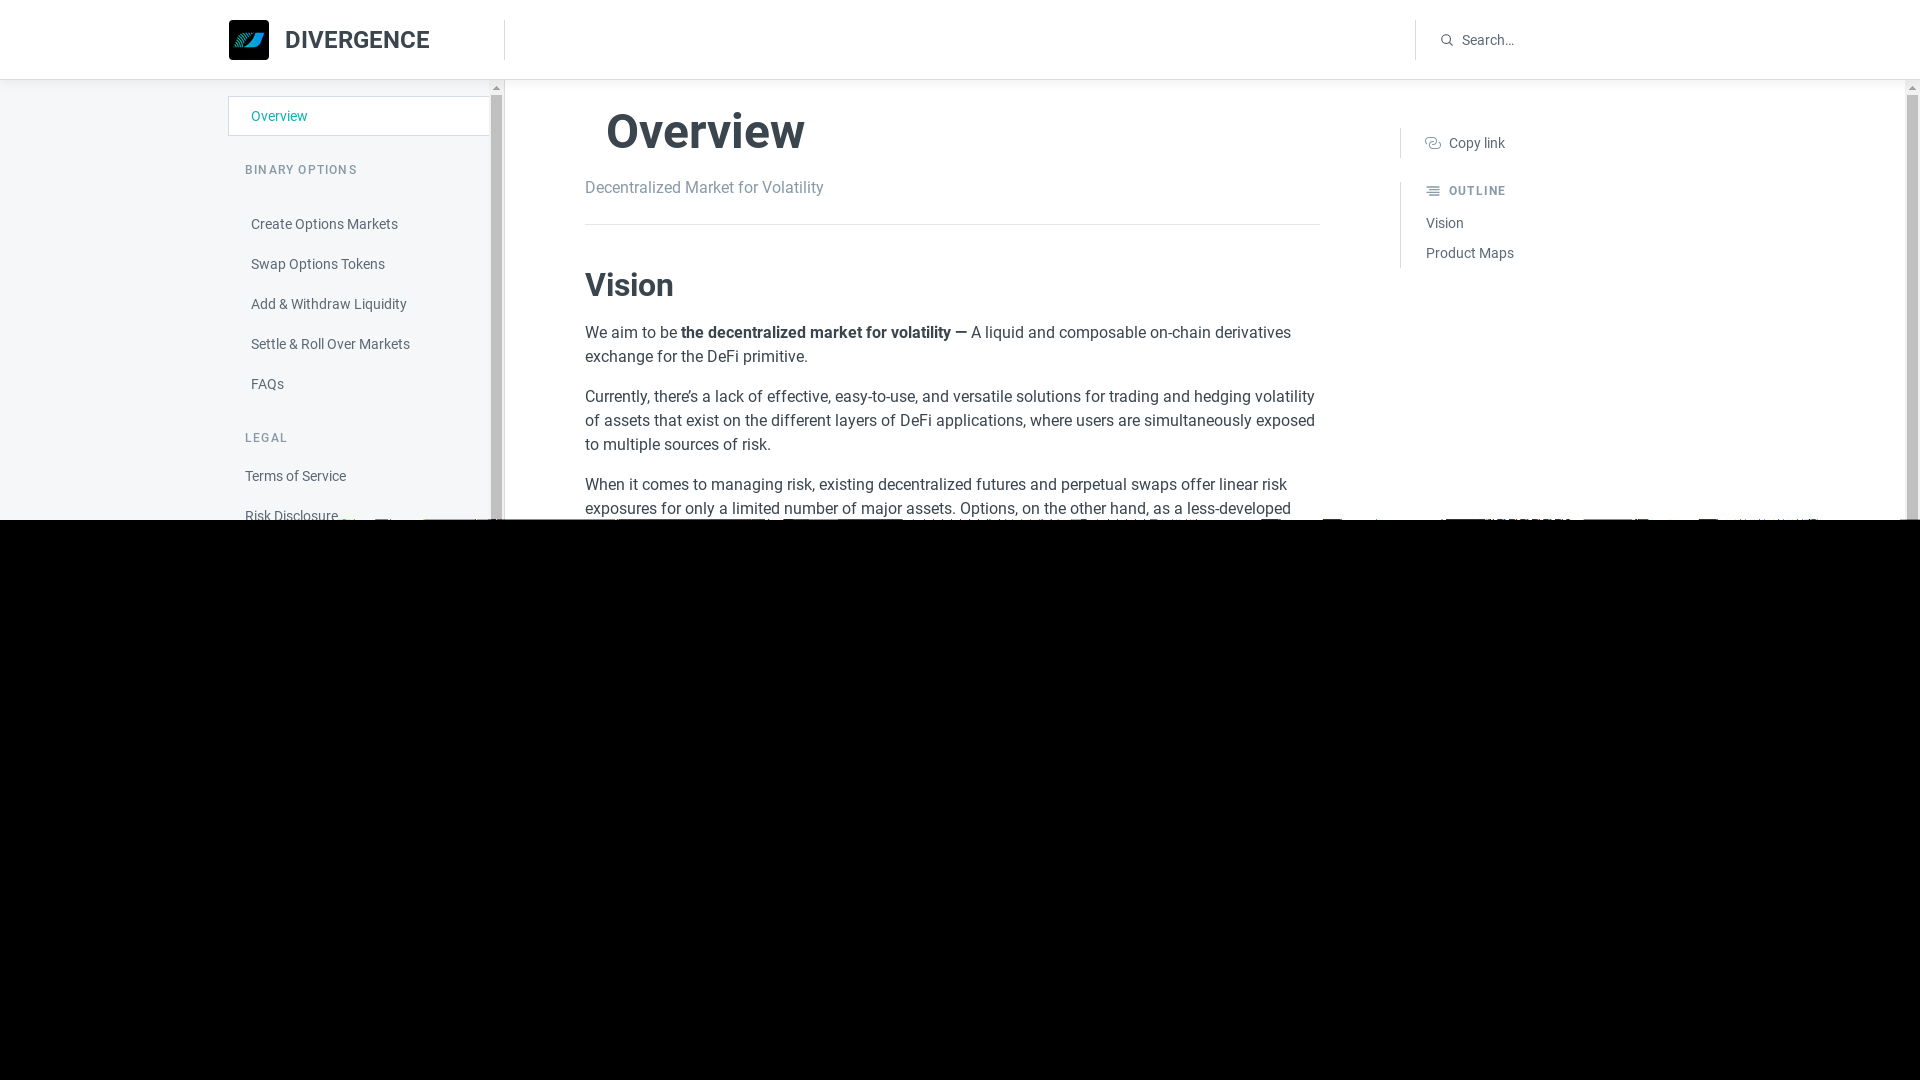 DIVERGENCE
Search…
Overview
BINARY OPTIONS
Create Options Markets
Swap Options Tokens
Add & Withdraw Liquidity
Settle & Roll Over Markets
FAQs
LEGAL
Terms of Service
Risk Disclosure
Overview
Decentralized Market for Volatility
Vision
We aim to be the decentralized market for volatility — A liquid and composable on-chain derivatives
exchange for the DeFi primitive.
Currently, there’s a lack of effective, easy-to-use, and versatile solutions for trading and hedging volatility
of assets that exist on the different layers of DeFi applications, where users are simultaneously exposed
to multiple sources of risk.
When it comes to managing risk, existing decentralized futures and perpetual swaps offer linear risk
exposures for only a limited number of major assets. Options, on the other hand, as a less-developed
Copy link
OUTLINE
Vision
Product Maps